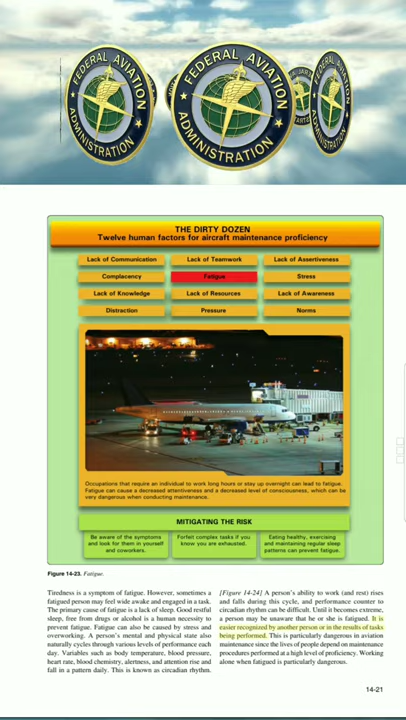 FEDERAL AVIATION
ADMINISTRATION
FEDERAL AVIATION
ADMINISTRATION
FEDERAL AVIATION
ADMINISTRATION
THE DIRTY DOZEN
Twelve human factors for aircraft maintenance proficiency
Lack of Communication Lack of Teamwork Lack of Assertiveness
Complacency Fatigue Stress
Lack of Knowledge Lack of Resources Lack of Awareness
Distraction Pressure Norms
Occupations that require an individual to work long hours or stay up overnight can lead to fatigue.
Fatigue can cause a decreased attentiveness and a decreased level of consciousness, which can be
very dangerous when conducting maintenance.
MITIGATING THE RISK
Be aware of the symptoms
and look for them in yourself
and coworkers.
Forfeit complex tasks if you
know you are exhausted.
Eating healthy, exercising
and maintaining regular sleep
patterns can prevent fatigue.
Figure 14-23. Fatigue.
Tiredness is a symptom of fatigue. However, sometimes a
fatigued person may feel wide awake and engaged in a task.
The primary cause of fatigue is a lack of sleep. Good restful
sleep, free from drugs or alcohol is a human necessity to
prevent fatigue. Fatigue can also be caused by stress and
overworking. A person's mental and physical state also
naturally cycles through various levels of performance each
day. Variables such as body temperature, blood pressure,
heart rate, blood chemistry, alertness, and attention rise and
fall in a pattern daily. This is known as circadian rhythm.
[Figure 14-24] A person's ability to work (and rest) rises
and falls during this cycle, and performance counter to
circadian rhythm can be difficult. Until it becomes extreme,
a person may be unaware that he or she is fatigued. It is
easier recognized by another person or in the results of tasks
being performed. This is particularly dangerous in aviation
maintenance since the lives of people depend on maintenance
procedures performed at a high level of proficiency. Working
alone when fatigued is particularly dangerous.
14-21